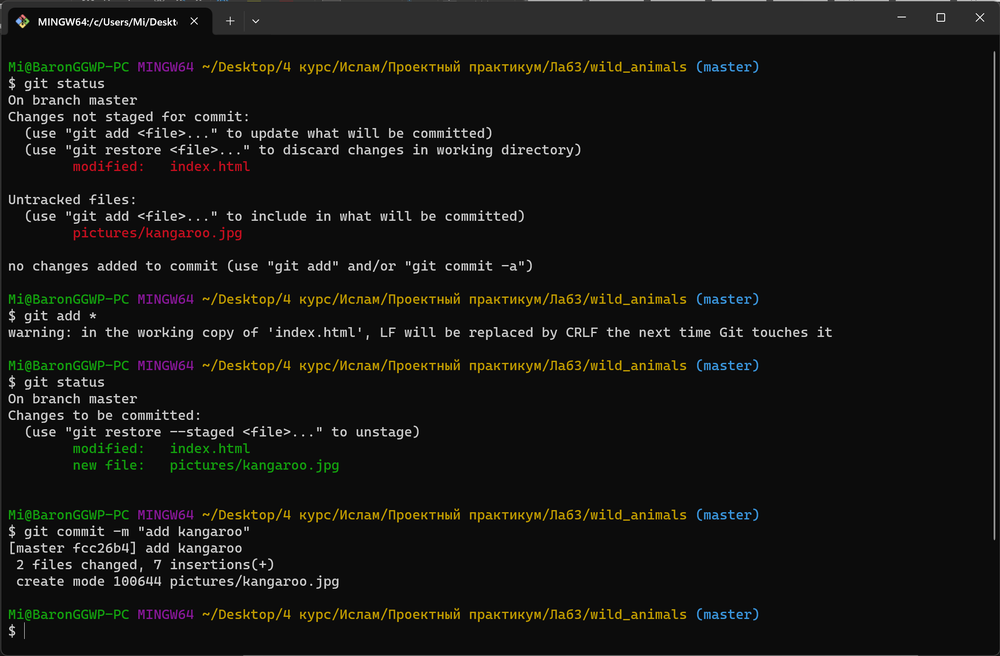 MINGW64:/c/Users/Mi/Deskt
Mi@BaronGGWP-PC MINGW64 ~/Desktop/4 курс/Ислам/Проектный практикум/Лаб3/wild_animals (master)
$ git status
On branch master
Changes not staged for commit:
  (use "git add <file>..." to update what will be committed)
  (use "git restore <file>..." to discard changes in working directory)
        modified:   index.html
Untracked files:
  (use "git add <file>..." to include in what will be committed)
        pictures/kangaroo.jpg
no changes added to commit (use "git add" and/or "git commit -a")
Mi@BaronGGWP-PC MINGW64 ~/Desktop/4 курс/Ислам/Проектный практикум/Лаб3/wild_animals (master)
$ git add *
warning: in the working copy of 'index.html', LF will be replaced by CRLF the next time Git touches it
Mi@BaronGGWP-PC MINGW64 ~/Desktop/4 курс/Ислам/Проектный практикум/Лаб3/wild_animals (master)
$ git status
On branch master
Changes to be committed:
  (use "git restore --staged <file>..." to unstage)
        modified:   index.html
        new file:   pictures/kangaroo.jpg
Mi@BaronGGWP-PC MINGW64 ~/Desktop/4 курс/Ислам/Проектный практикум/Лаб3/wild_animals (master)
$ git commit -m "add kangaroo"
[master fcc26b4] add kangaroo
 2 files changed, 7 insertions(+)
 create mode 100644 pictures/kangaroo.jpg
Mi@BaronGGWP-PC MINGW64 ~/Desktop/4 курс/Ислам/Проектный практикум/Лаб3/wild_animals (master)
$